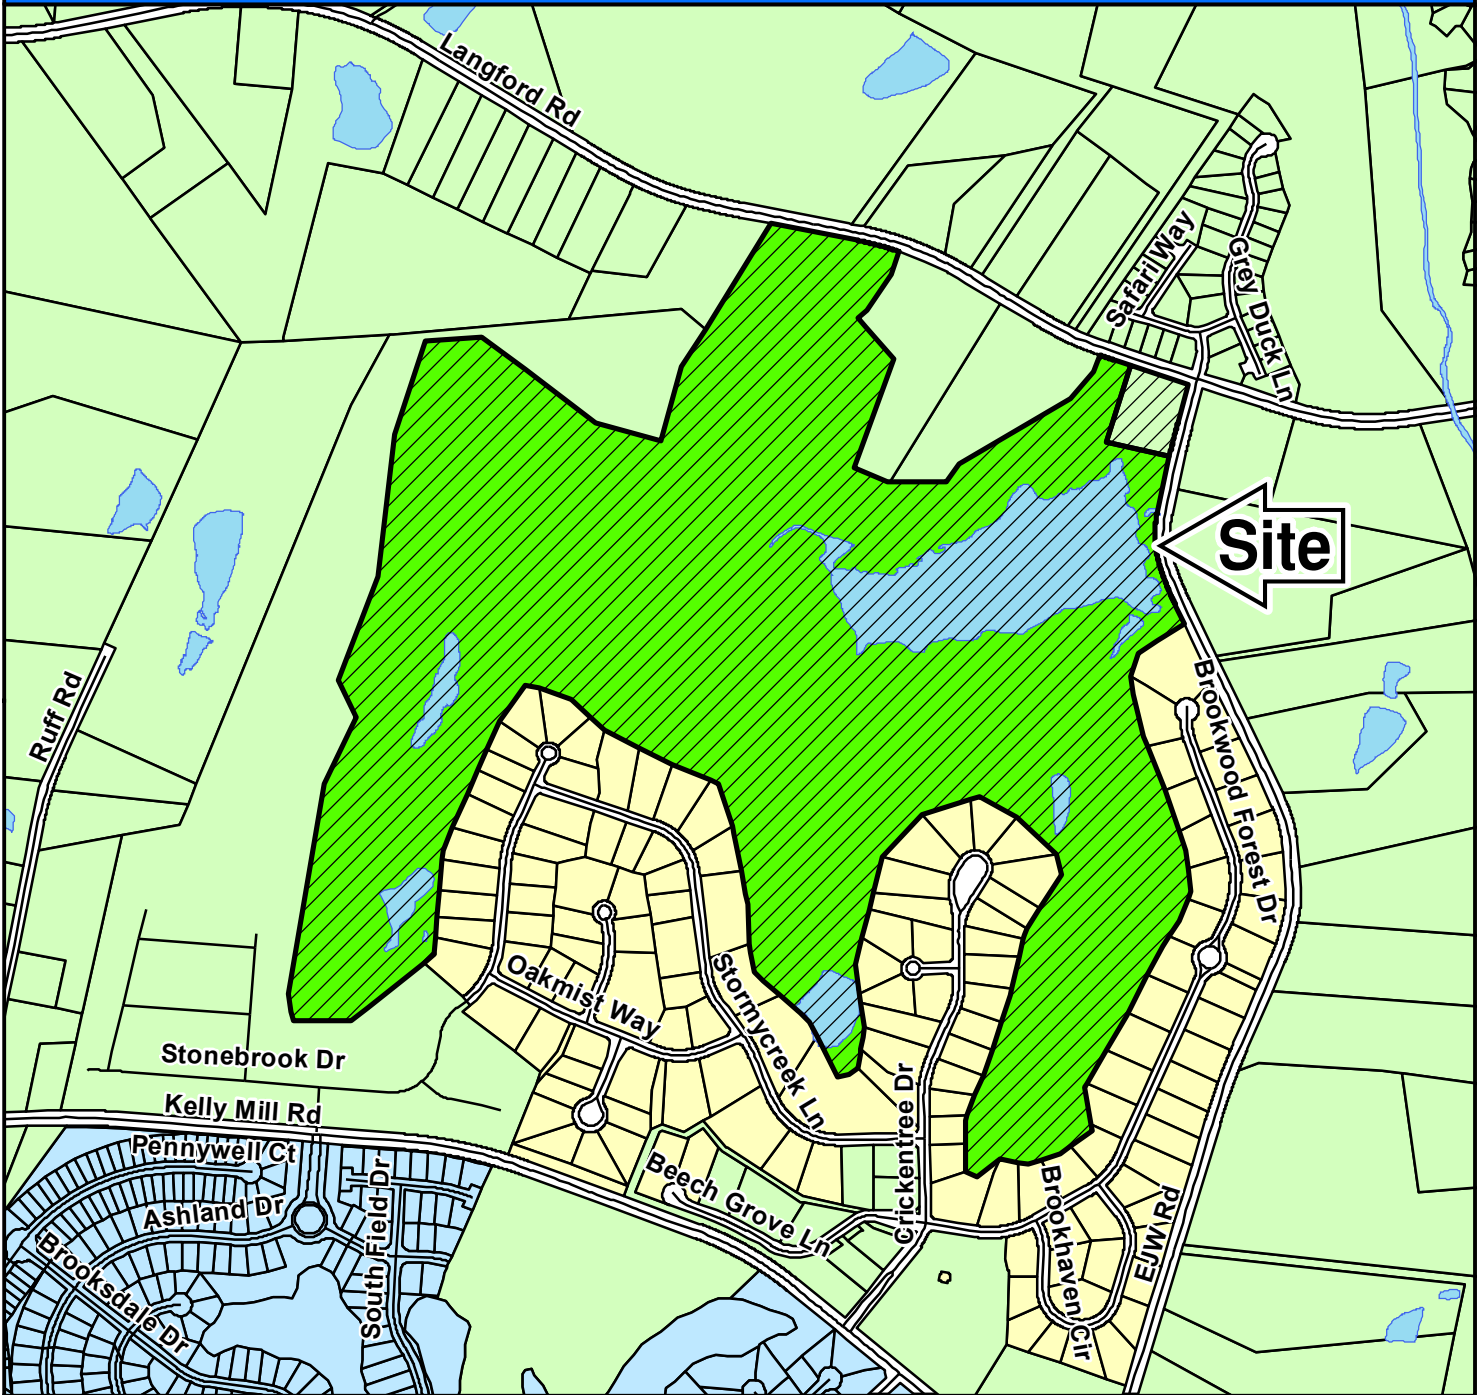 Langford Rd
Safari Way
Grey Duck Ln
Site
Ruff Rd
Brookwood Forest Dr
Oakmist Way
Stormycreek Ln
Stonebrook Dr
Kelly Mill Rd
Pennywell Ct
Ashland Dr
South Field Dr
Brooksdale Dr
Beech Grove Ln
Crickentree Dr
Brookhaven Cir
EJW Rd